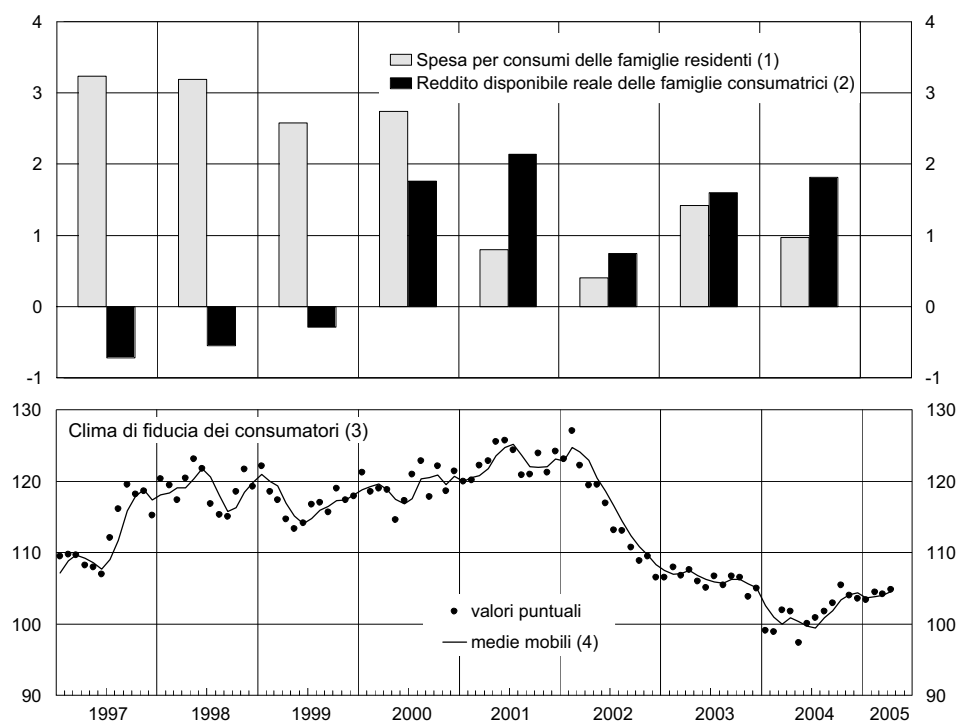 4 4
Spesa per consumi delle famiglie residenti (1)
Reddito disponibile reale delle famiglie consumatrici (2)
3 3
2 2
1 1
0 0
-1 -1
130 130
Clima di fiducia dei consumatori (3)
120 120
110 110
valori puntuali
100 100
medie mobili (4)
90 90
1997 1998 1999 2000 2001 2002 2003 2004 2005